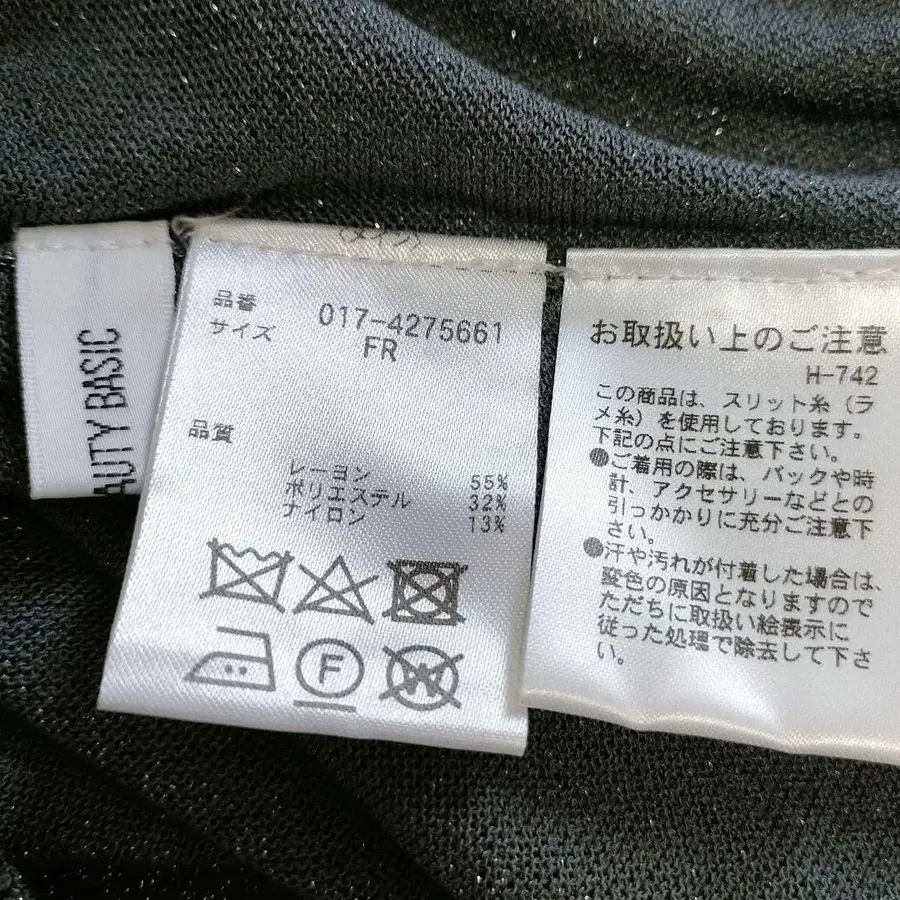 AUTY BASIC
〈メイン〉
品番 017-4275661
サイズ FR
品質
レーヨン 55%
ポリエステル 32%
ナイロン 13%
F
W
お取扱い上のご注意
H-742
この商品は、スリット糸（ラ
メ糸）を使用しております。
下記の点にご注意下さい。
●ご着用の際は、バックや時
計、アクセサリーなどとの
引っかかりに充分ご注意下
さい。
●汗や汚れが付着した場合は、
変色の原因となりますので
ただちに取扱い絵表示に
従った処理で除去して下さ
い。